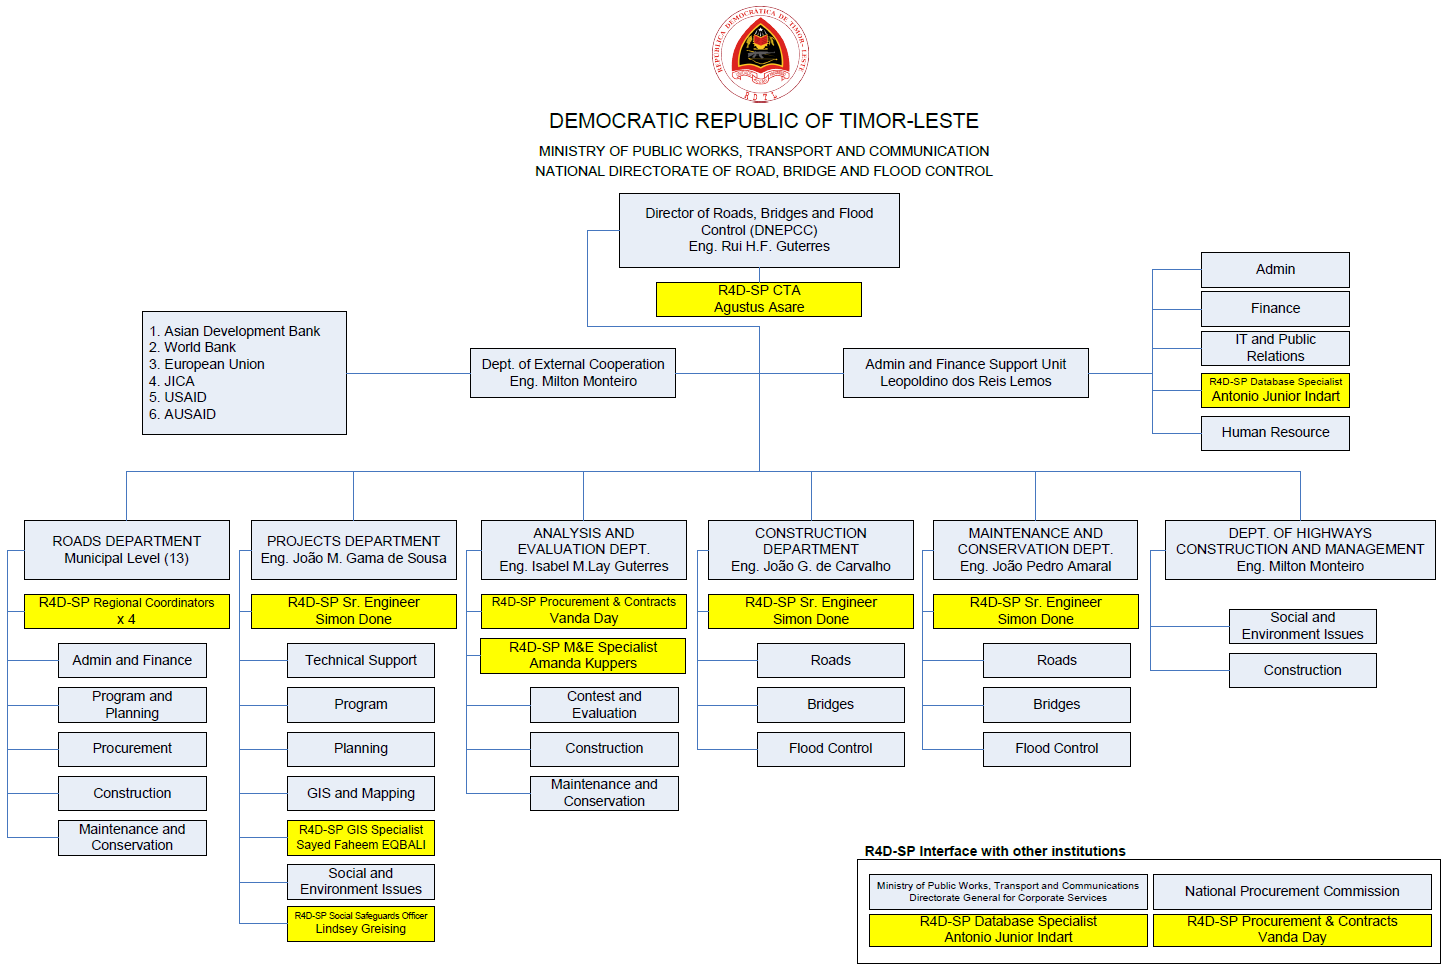 REPÚBLICA DEMOCRÁTICA DE TIMOR-LESTE
R D T L
DEMOCRATIC REPUBLIC OF TIMOR-LESTE
MINISTRY OF PUBLIC WORKS, TRANSPORT AND COMMUNICATION
NATIONAL DIRECTORATE OF ROAD, BRIDGE AND FLOOD CONTROL
Director of Roads, Bridges and Flood
Control (DNEPCC)
Eng. Rui H.F. Guterres
R4D-SP CTA
Agustus Asare
1. Asian Development Bank
2. World Bank
3. European Union
4. JICA
5. USAID
6. AUSAID
Dept. of External Cooperation
Eng. Milton Monteiro
Admin and Finance Support Unit
Leopoldino dos Reis Lemos
Admin
Finance
IT and Public
Relations
R4D-SP Database Specialist
Antonio Junior Indart
Human Resource
ROADS DEPARTMENT
Municipal Level (13)
R4D-SP Regional Coordinators
x 4
Admin and Finance
Program and
Planning
Procurement
Construction
Maintenance and
Conservation
PROJECTS DEPARTMENT
Eng. João M. Gama de Sousa
R4D-SP Sr. Engineer
Simon Done
Technical Support
Program
Planning
GIS and Mapping
R4D-SP GIS Specialist
Sayed Faheem EQBALI
Social and
Environment Issues
R4D-SP Social Safeguards Officer
Lindsey Greising
ANALYSIS AND
EVALUATION DEPT.
Eng. Isabel M.Lay Guterres
R4D-SP Procurement & Contracts
Vanda Day
R4D-SP M&E Specialist
Amanda Kuppers
Contest and
Evaluation
Construction
Maintenance and
Conservation
CONSTRUCTION
DEPARTMENT
Eng. João G. de Carvalho
R4D-SP Sr. Engineer
Simon Done
Roads
Bridges
Flood Control
MAINTENANCE AND
CONSERVATION DEPT.
Eng. João Pedro Amaral
R4D-SP Sr. Engineer
Simon Done
Roads
Bridges
Flood Control
DEPT. OF HIGHWAYS
CONSTRUCTION AND MANAGEMENT
Eng. Milton Monteiro
Social and
Environment Issues
Construction
R4D-SP Interface with other institutions
Ministry of Public Works, Transport and Communications
Directorate General for Corporate Services
R4D-SP Database Specialist
Antonio Junior Indart
National Procurement Commission
R4D-SP Procurement & Contracts
Vanda Day